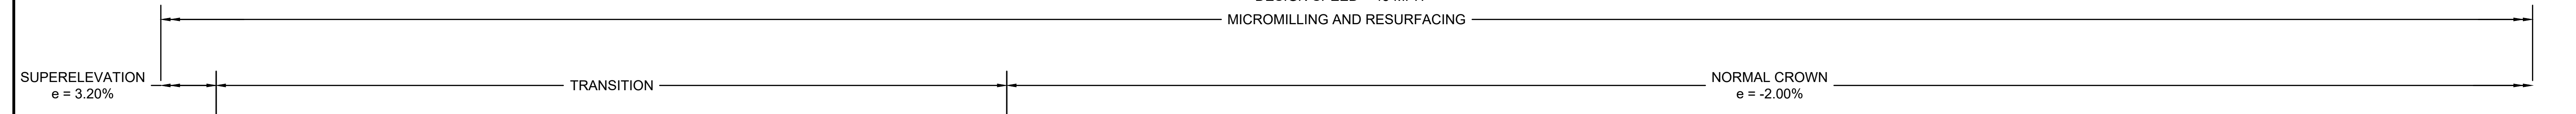 MICROMILLING AND RESURFACING
SUPERELEVATION
e = 3.20%
TRANSITION
NORMAL CROWN
e = -2.00%